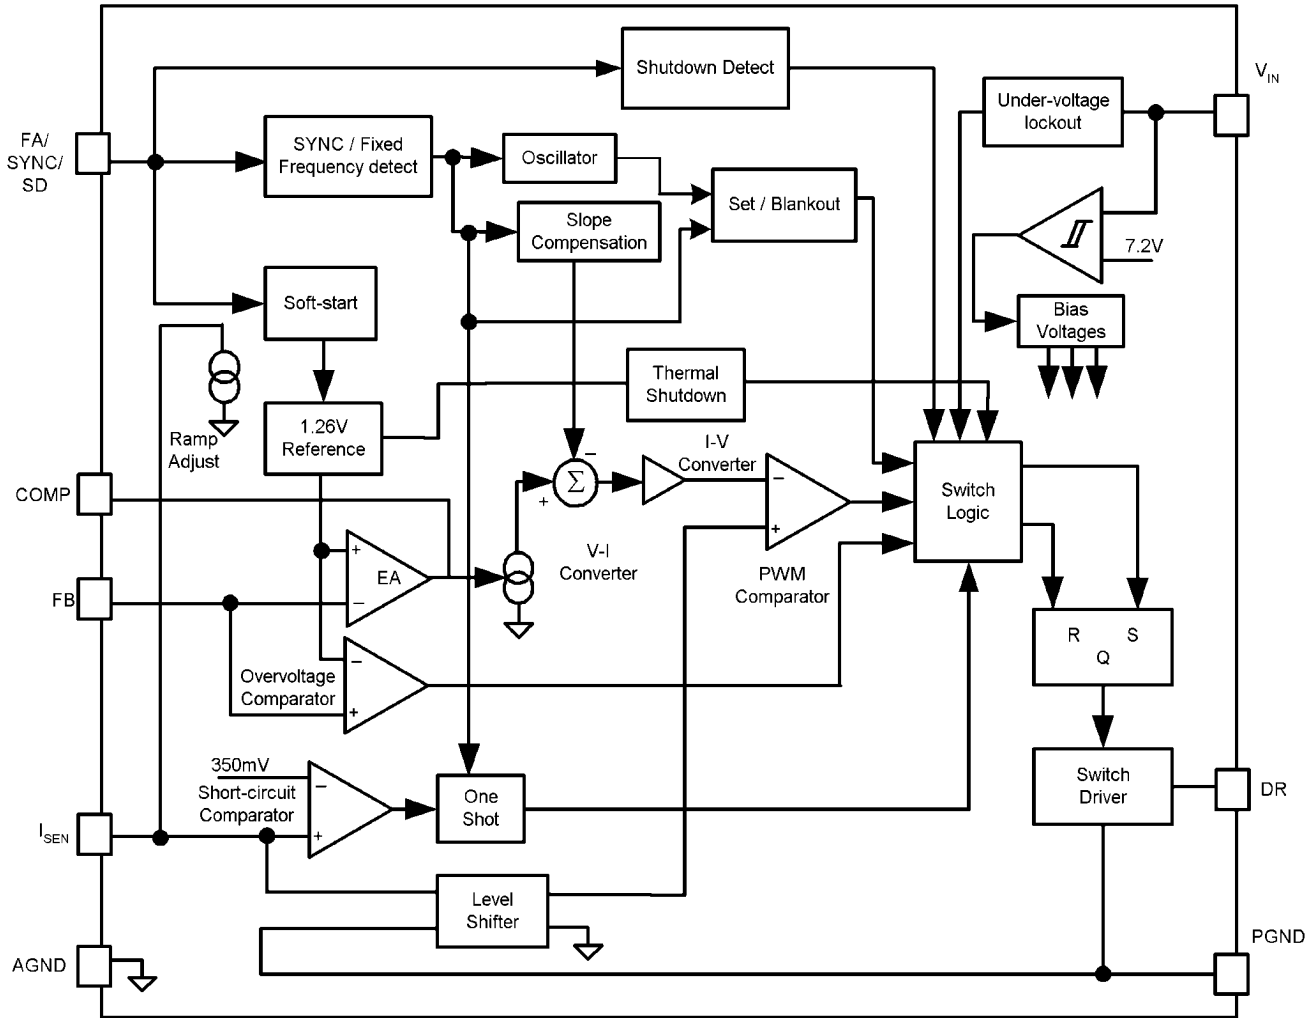 Shutdown Detect
V_IN
Under-voltage
lockout
FA/
SYNC/
SD
SYNC / Fixed
Frequency detect
Oscillator
Set / Blankout
Slope
Compensation
7.2V
Soft-start
Bias
Voltages
Thermal
Shutdown
1.26V
Reference
Ramp
Adjust
I-V
Converter
−
COMP
Σ
+
−
Switch
Logic
+
+
EA
−
V-I
Converter
PWM
Comparator
FB
R
S
Q
−
Overvoltage
Comparator
+
350mV
−
Short-circuit
Comparator
+
One
Shot
Switch
Driver
DR
I_SEN
Level
Shifter
PGND
AGND